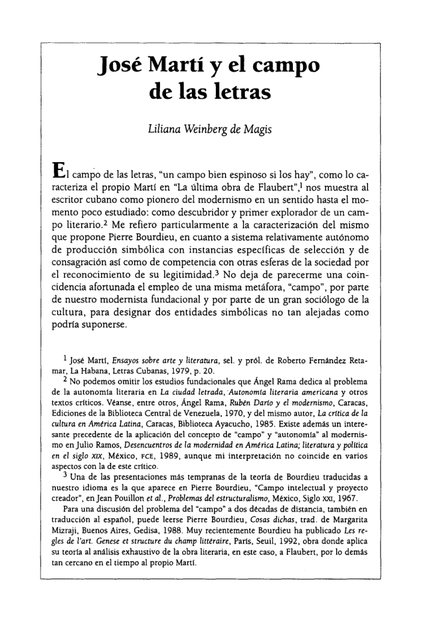 José Martí y el campo
de las letras
Liliana Weinberg de Magis
El campo de las letras, "un campo bien espinoso si los hay", como lo ca-
racteriza el propio Martí en "La última obra de Flaubert",1 nos muestra al
escritor cubano como pionero del modernismo en un sentido hasta el mo-
mento poco estudiado: como descubridor y primer explorador de un cam-
po literario.2 Me refiero particularmente a la caracterización del mismo
que propone Pierre Bourdieu, en cuanto a sistema relativamente autónomo
de producción simbólica con instancias específicas de selección y de
consagración así como de competencia con otras esferas de la sociedad por
el reconocimiento de su legitimidad.3 No deja de parecerme una coin-
cidencia afortunada el empleo de una misma metáfora, "campo", por parte
de nuestro modernista fundacional y por parte de un gran sociólogo de la
cultura, para designar dos entidades simbólicas no tan alejadas como
podría suponerse.
1 José Martí, Ensayos sobre arte y literatura, sel. y pról. de Roberto Fernández Reta-
mar, La Habana, Letras Cubanas, 1979, p. 20.
2 No podemos omitir los estudios fundacionales que Ángel Rama dedica al problema
de la autonomía literaria en La ciudad letrada, Autonomía literaria americana y otros
textos críticos. Véanse, entre otros, Ángel Rama, Rubén Darío y el modernismo, Caracas,
Ediciones de la Biblioteca Central de Venezuela, 1970, y del mismo autor, La crítica de la
cultura en América Latina, Caracas, Biblioteca Ayacucho, 1985. Existe además un intere-
sante precedente de la aplicación del concepto de "campo" y "autonomía" al modernis-
mo en Julio Ramos, Desencuentros de la modernidad en América Latina; literatura y política
en el siglo XIX, México, FCE, 1989, aunque mi interpretación no coincide en varios
aspectos con la de este crítico.
3 Una de las presentaciones más tempranas de la teoría de Bourdieu traducidas a
nuestro idioma es la que aparece en Pierre Bourdieu, "Campo intelectual y proyecto
creador", en Jean Pouillon et al., Problemas del estructuralismo, México, Siglo XXI, 1967.
Para una discusión del problema del "campo" a dos décadas de distancia, también en
traducción al español, puede leerse Pierre Bourdieu, Cosas dichas, trad. de Margarita
Mizraji, Buenos Aires, Gedisa, 1988. Muy recientemente Bourdieu ha publicado Les re-
gles de l'art. Genese et structure du champ littéraire, París, Seuil, 1992, obra donde aplica
su teoría al análisis exhaustivo de la obra literaria, en este caso, a Flaubert, por lo demás
tan cercano en el tiempo al propio Martí.